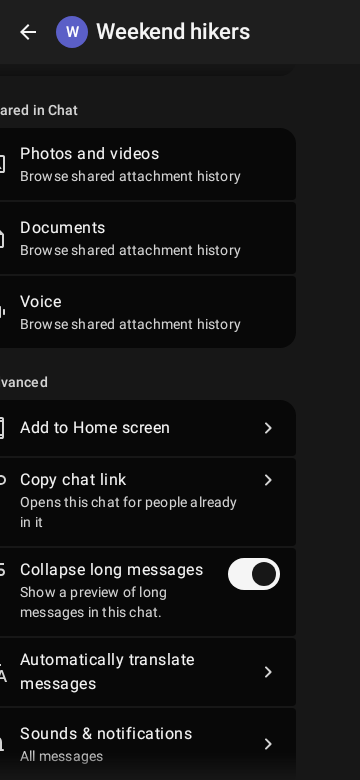 W Weekend hikers
ared in Chat
Photos and videos
Browse shared attachment history
Documents
Browse shared attachment history
Voice
Browse shared attachment history
vanced
Add to Home screen
Copy chat link
Opens this chat for people already
in it
Collapse long messages
Show a preview of long
messages in this chat.
Automatically translate
messages
Sounds & notifications
All messages